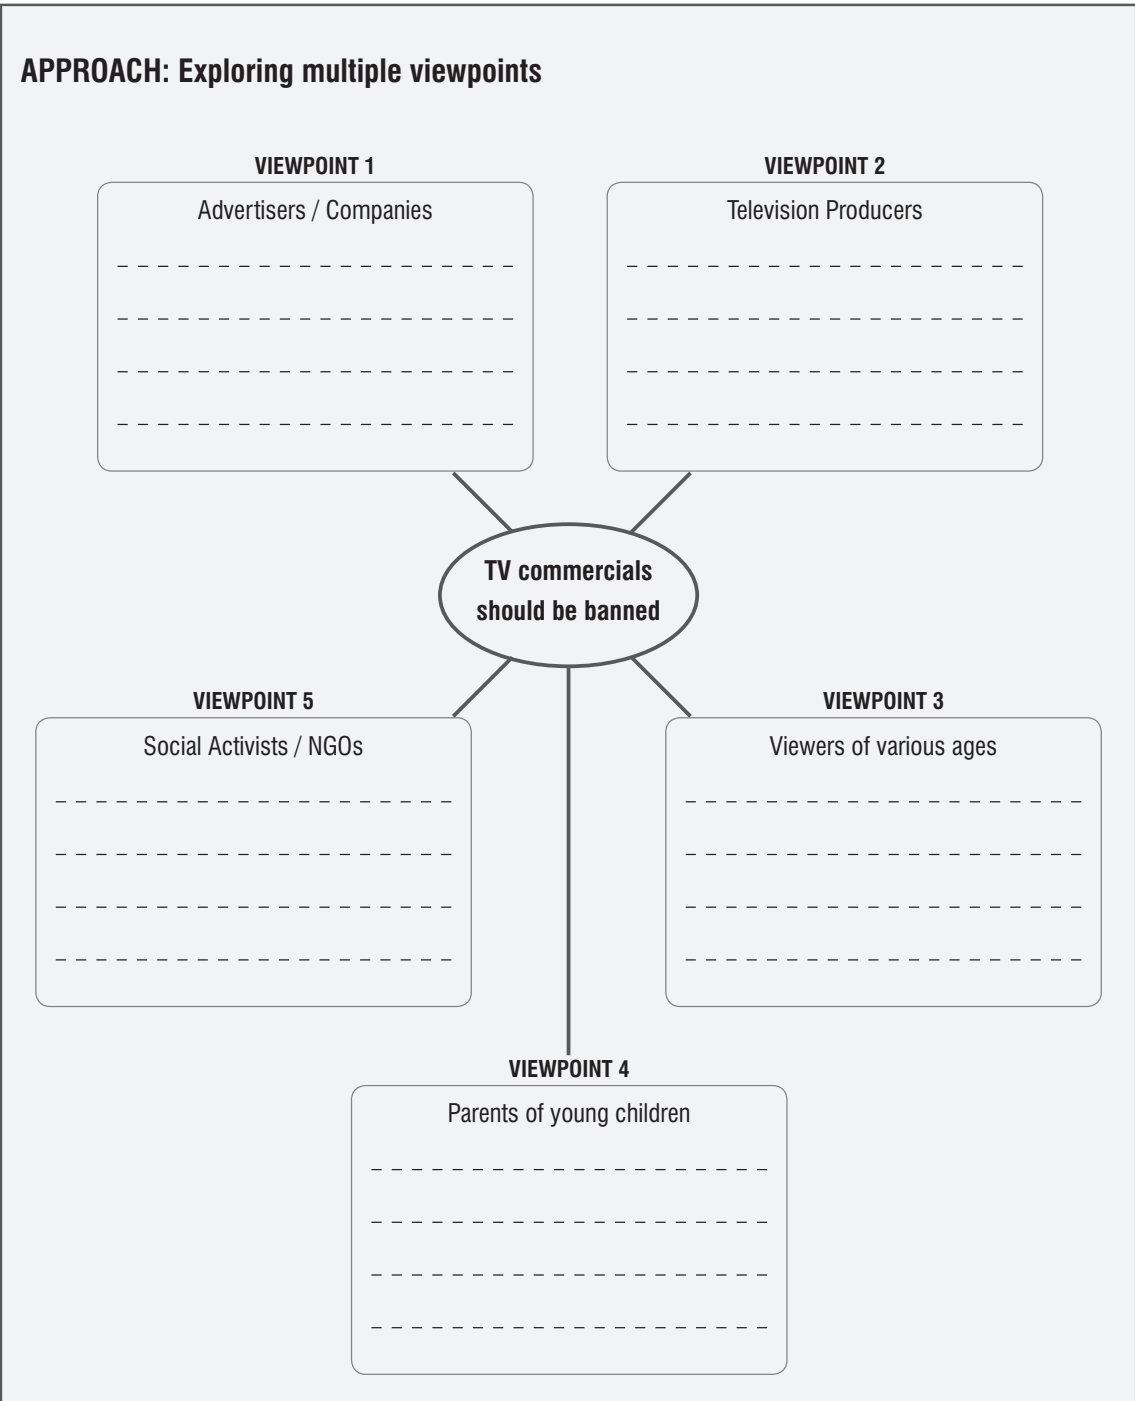 APPROACH: Exploring multiple viewpoints
VIEWPOINT 1
Advertisers / Companies
VIEWPOINT 2
Television Producers
TV commercials
should be banned
VIEWPOINT 5
Social Activists / NGOs
VIEWPOINT 3
Viewers of various ages
VIEWPOINT 4
Parents of young children